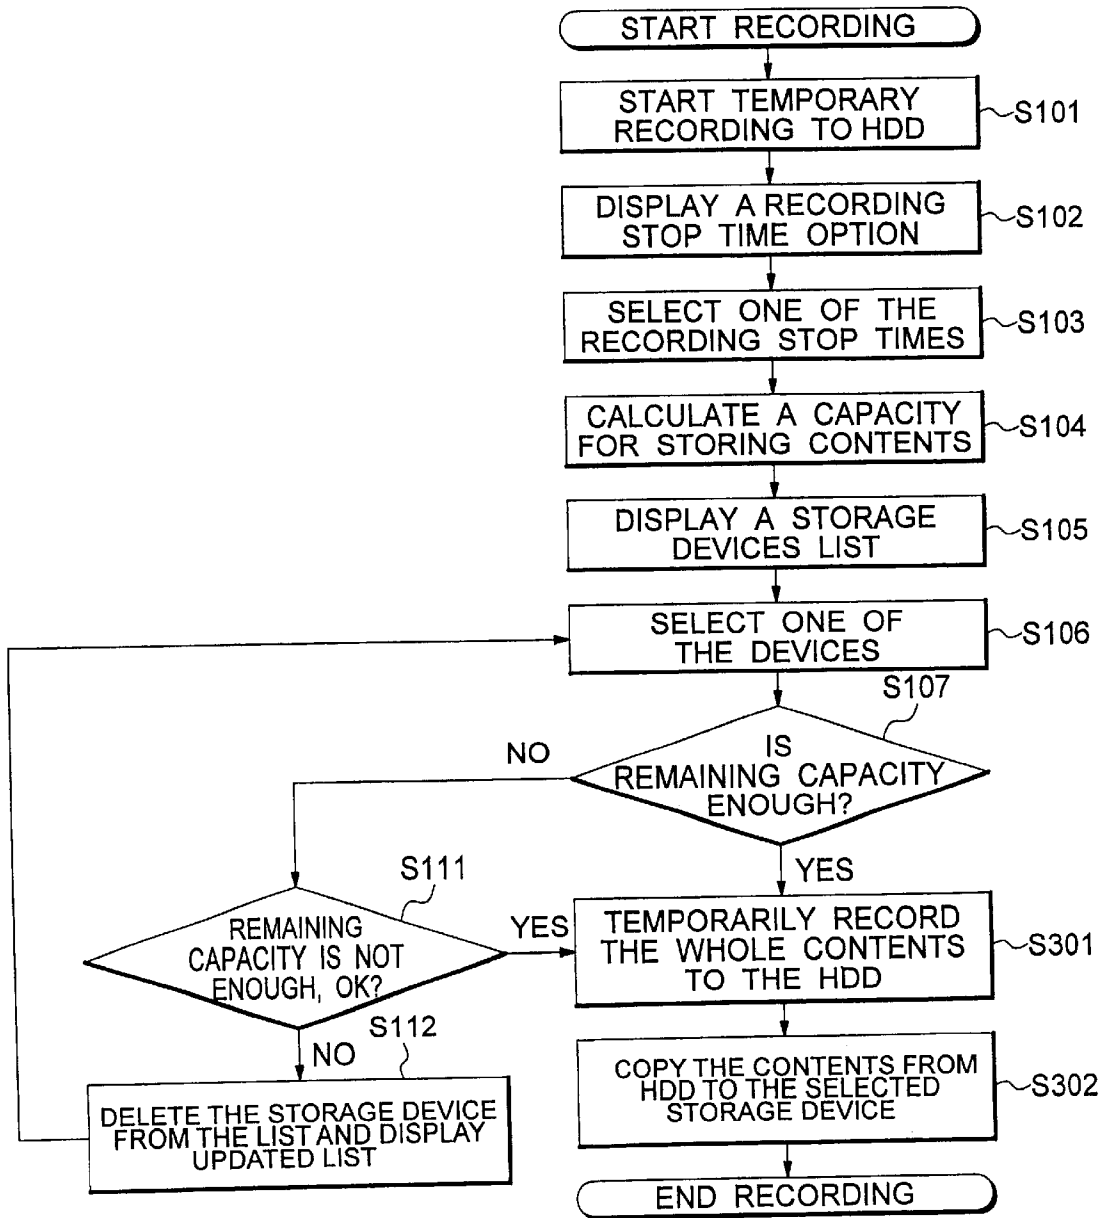 START RECORDING
START TEMPORARY
RECORDING TO HDD
S101
DISPLAY A RECORDING
STOP TIME OPTION
S102
SELECT ONE OF THE
RECORDING STOP TIMES
S103
CALCULATE A CAPACITY
FOR STORING CONTENTS
S104
DISPLAY A STORAGE
DEVICES LIST
S105
SELECT ONE OF
THE DEVICES
S106
S107
IS
REMAINING CAPACITY
ENOUGH?
NO
YES
S111
REMAINING
CAPACITY IS NOT
ENOUGH, OK?
YES
NO
TEMPORARILY RECORD
THE WHOLE CONTENTS
TO THE HDD
S301
S112
DELETE THE STORAGE DEVICE
FROM THE LIST AND DISPLAY
UPDATED LIST
COPY THE CONTENTS FROM
HDD TO THE SELECTED
STORAGE DEVICE
S302
END RECORDING